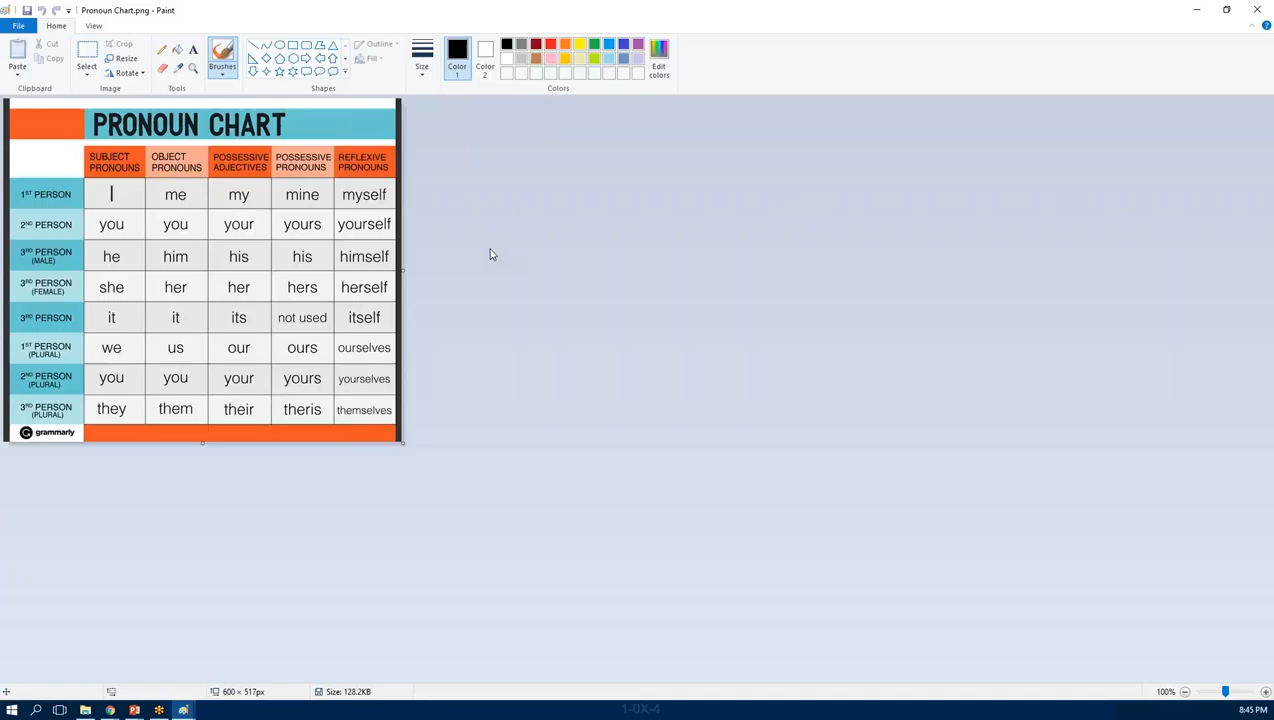 Pronoun Chart.png - Paint
File Home View
Paste
Cut
Copy
Clipboard
Select
Crop
Resize
Rotate
Image
A
Tools
Brushes
Outline
Fill
Shapes
Size
Color 1
Color 2
Edit colors
Colors
PRONOUN CHART
SUBJECT PRONOUNS OBJECT PRONOUNS POSSESSIVE ADJECTIVES POSSESSIVE PRONOUNS REFLEXIVE PRONOUNS
1ST PERSON I me my mine myself
2ND PERSON you you your yours yourself
3RD PERSON (MALE) he him his his himself
3RD PERSON (FEMALE) she her her hers herself
3RD PERSON it it its not used itself
1ST PERSON (PLURAL) we us our ours ourselves
2ND PERSON (PLURAL) you you your yours yourselves
3RD PERSON (PLURAL) they them their theris themselves
grammarly
600 × 517px Size: 128.2KB 100%
1-0X-4 8:45 PM